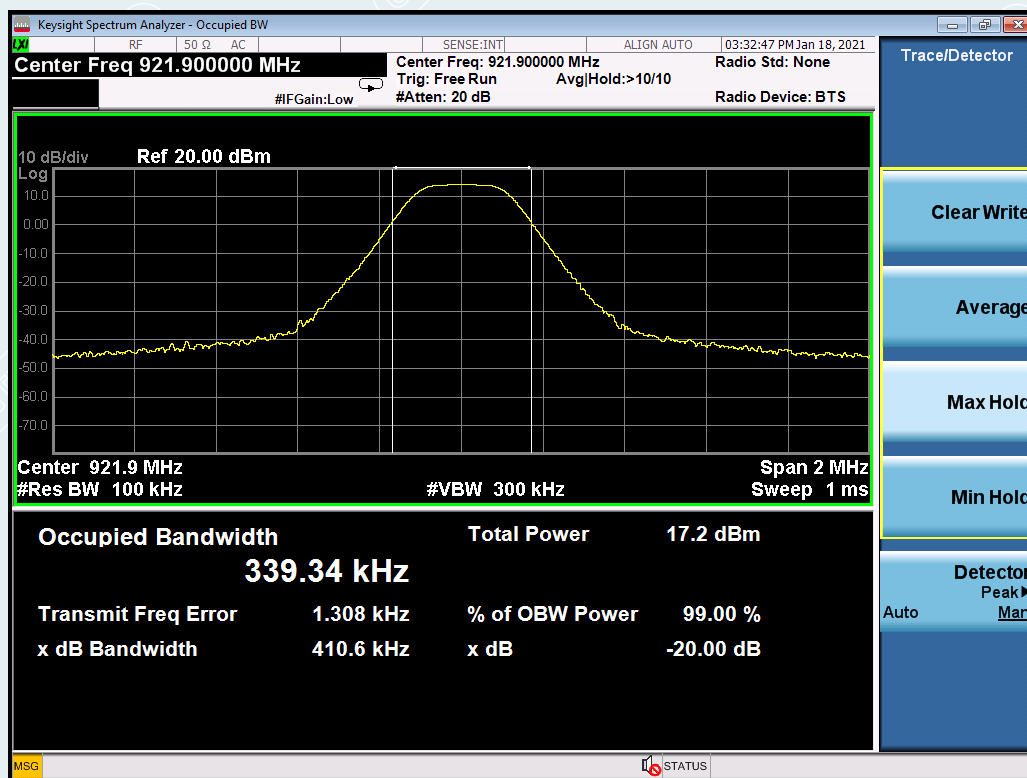 Keysight Spectrum Analyzer - Occupied BW
LXI RF 50 Ω AC SENSE:INT ALIGN AUTO 03:32:47 PM Jan 18, 2021
Center Freq 921.900000 MHz
Center Freq: 921.900000 MHz Radio Std: None
Trig: Free Run Avg|Hold:>10/10
#IFGain:Low #Atten: 20 dB Radio Device: BTS
10 dB/div Ref 20.00 dBm
Log
10.0
0.00
-10.0
-20.0
-30.0
-40.0
-50.0
-60.0
-70.0
Center 921.9 MHz Span 2 MHz
#Res BW 100 kHz #VBW 300 kHz Sweep 1 ms
Occupied Bandwidth Total Power 17.2 dBm
339.34 kHz
Transmit Freq Error 1.308 kHz % of OBW Power 99.00 %
x dB Bandwidth 410.6 kHz x dB -20.00 dB
Trace/Detector
Clear Write
Average
Max Hold
Min Hold
Detector
Peak
Auto Man
MSG STATUS